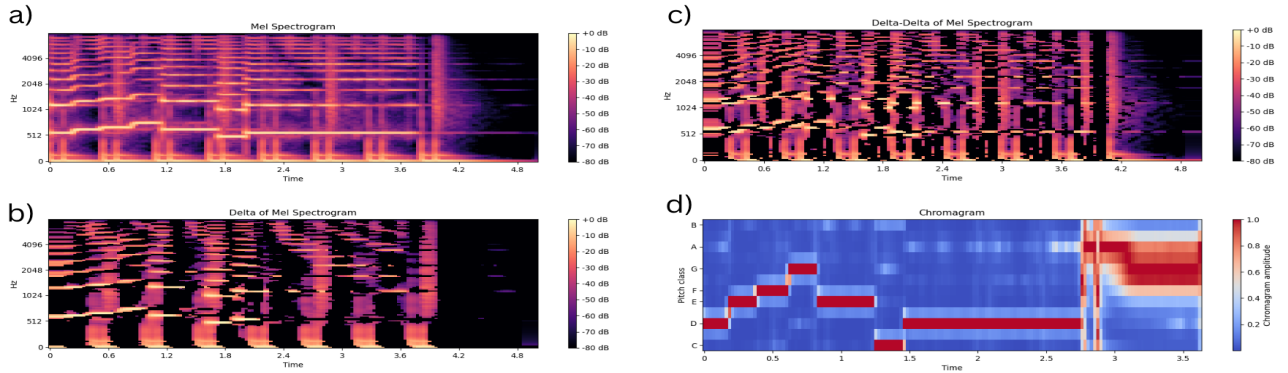 a)
Mel Spectrogram
Hz
4096
2048
1024
512
0
0 0.6 1.2 1.8 2.4 3 3.6 4.2 4.8
Time
+0 dB
-10 dB
-20 dB
-30 dB
-40 dB
-50 dB
-60 dB
-70 dB
-80 dB
b)
Delta of Mel Spectrogram
Hz
4096
2048
1024
512
0
0 0.6 1.2 1.8 2.4 3 3.6 4.2 4.8
Time
+0 dB
-10 dB
-20 dB
-30 dB
-40 dB
-50 dB
-60 dB
-70 dB
-80 dB
c)
Delta-Delta of Mel Spectrogram
Hz
4096
2048
1024
512
0
0 0.6 1.2 1.8 2.4 3 3.6 4.2 4.8
Time
+0 dB
-10 dB
-20 dB
-30 dB
-40 dB
-50 dB
-60 dB
-70 dB
-80 dB
d)
Chromagram
Pitch class
B
A
G
F
E
D
C
0 0.5 1 1.5 2 2.5 3 3.5
Time
1.0
0.8
0.6
0.4
0.2
Chromagram amplitude